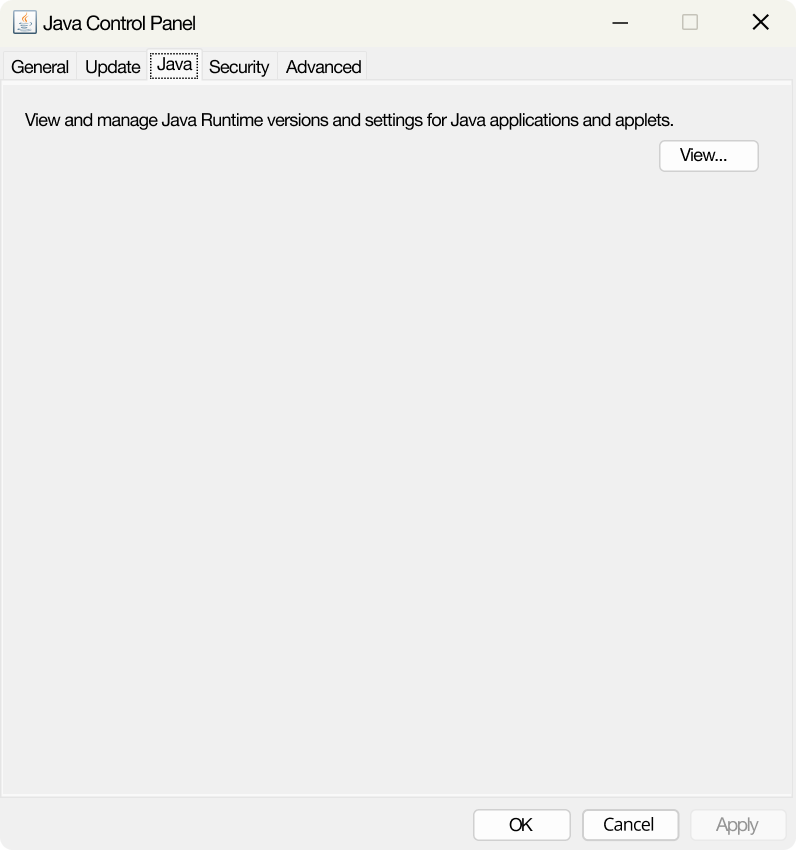 Java Control Panel
General Update Java Security Advanced
View and manage Java Runtime versions and settings for Java applications and applets.
View...
OK Cancel Apply